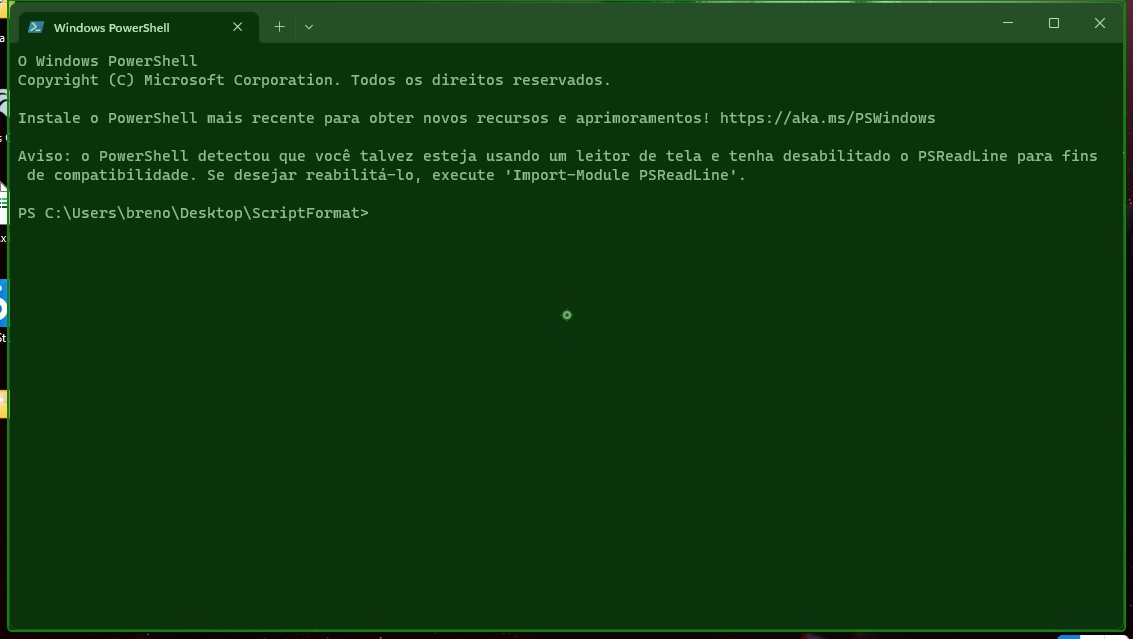 Windows PowerShell
O Windows PowerShell
Copyright (C) Microsoft Corporation. Todos os direitos reservados.
Instale o PowerShell mais recente para obter novos recursos e aprimoramentos! https://aka.ms/PSWindows
Aviso: o PowerShell detectou que você talvez esteja usando um leitor de tela e tenha desabilitado o PSReadLine para fins
de compatibilidade. Se desejar reabilitá-lo, execute 'Import-Module PSReadLine'.
PS C:\Users\breno\Desktop\ScriptFormat>